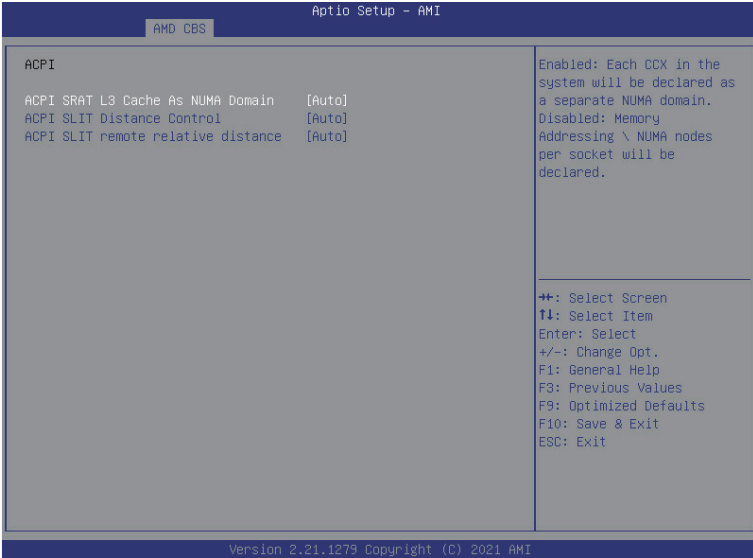 Aptio Setup – AMI
AMD CBS
ACPI
ACPI SRAT L3 Cache As NUMA Domain [Auto]
ACPI SLIT Distance Control [Auto]
ACPI SLIT remote relative distance [Auto]
Enabled: Each CCX in the
system will be declared as
a separate NUMA domain.
Disabled: Memory
Addressing \ NUMA nodes
per socket will be
declared.
→←: Select Screen
↑↓: Select Item
Enter: Select
+/-: Change Opt.
F1: General Help
F3: Previous Values
F9: Optimized Defaults
F10: Save & Exit
ESC: Exit
Version 2.21.1279 Copyright (C) 2021 AMI